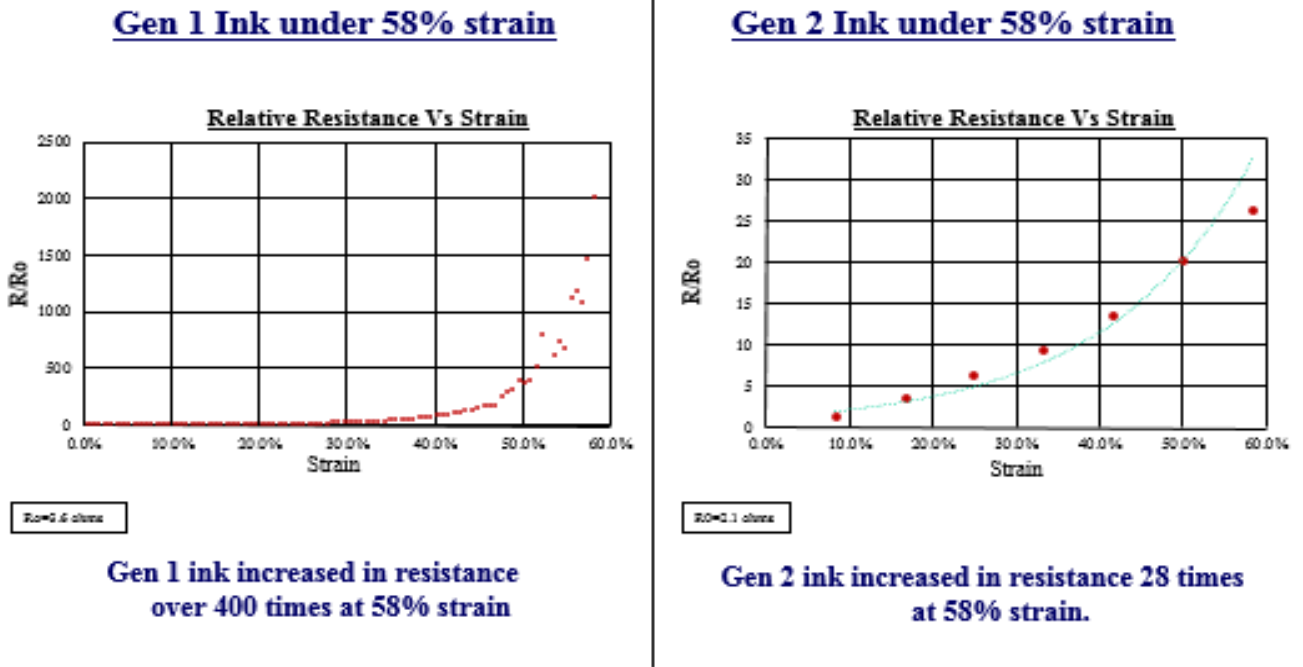 Gen 1 Ink under 58% strain
Relative Resistance Vs Strain
2500
2000
1500
1000
500
0
R/Ro
0.0% 10.0% 20.0% 30.0% 40.0% 50.0% 60.0%
Strain
Gen 1 ink increased in resistance
over 400 times at 58% strain
Gen 2 Ink under 58% strain
Relative Resistance Vs Strain
35
30
25
20
15
10
5
0
R/Ro
0.0% 10.0% 20.0% 30.0% 40.0% 50.0% 60.0%
Strain
ohms
Gen 2 ink increased in resistance 28 times
at 58% strain.